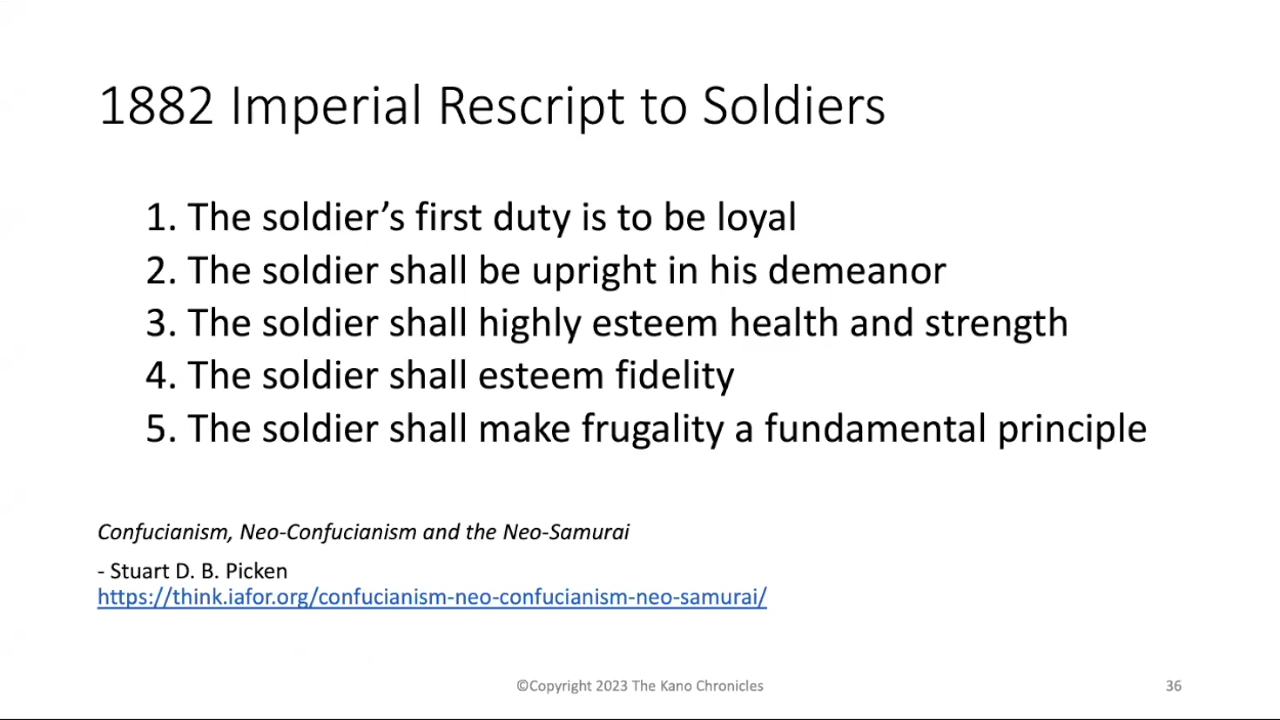 1882 Imperial Rescript to Soldiers
1. The soldier’s first duty is to be loyal
2. The soldier shall be upright in his demeanor
3. The soldier shall highly esteem health and strength
4. The soldier shall esteem fidelity
5. The soldier shall make frugality a fundamental principle
Confucianism, Neo-Confucianism and the Neo-Samurai
- Stuart D. B. Picken
https://think.iafor.org/confucianism-neo-confucianism-neo-samurai/
©Copyright 2023 The Kano Chronicles
36